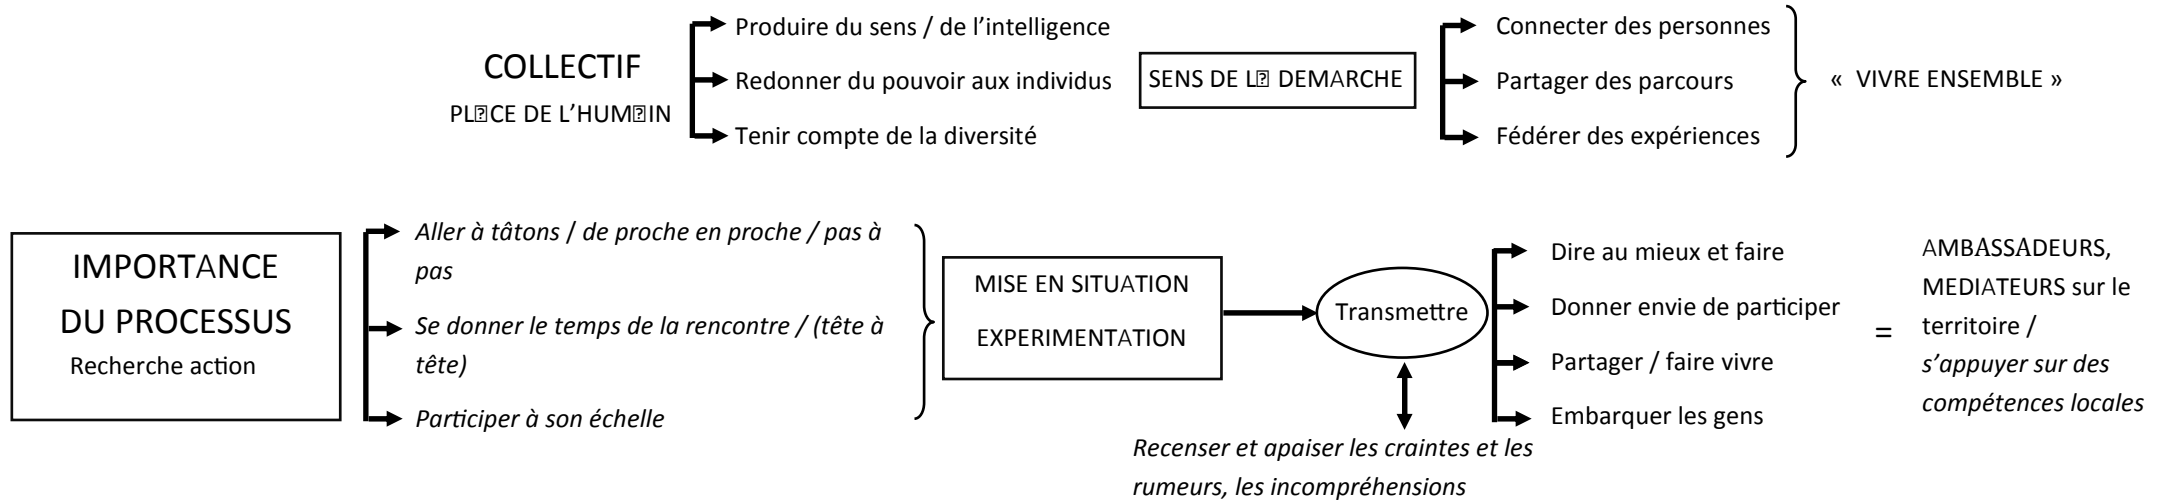 COLLECTIF
PL⍰CE DE L’HUM⍰IN
Produire du sens / de l’intelligence
Redonner du pouvoir aux individus
Tenir compte de la diversité
SENS DE L⍰ DEMARCHE
Connecter des personnes
Partager des parcours
Fédérer des expériences
« VIVRE ENSEMBLE »
IMPORTANCE
DU PROCESSUS
Recherche action
Aller à tâtons / de proche en proche / pas à
pas
Se donner le temps de la rencontre / (tête à
tête)
Participer à son échelle
MISE EN SITUATION
EXPERIMENTATION
Transmettre
Recenser et apaiser les craintes et les
rumeurs, les incompréhensions
Dire au mieux et faire
Donner envie de participer
Partager / faire vivre
Embarquer les gens
=
AMBASSADEURS,
MEDIATEURS sur le
territoire /
s’appuyer sur des
compétences locales